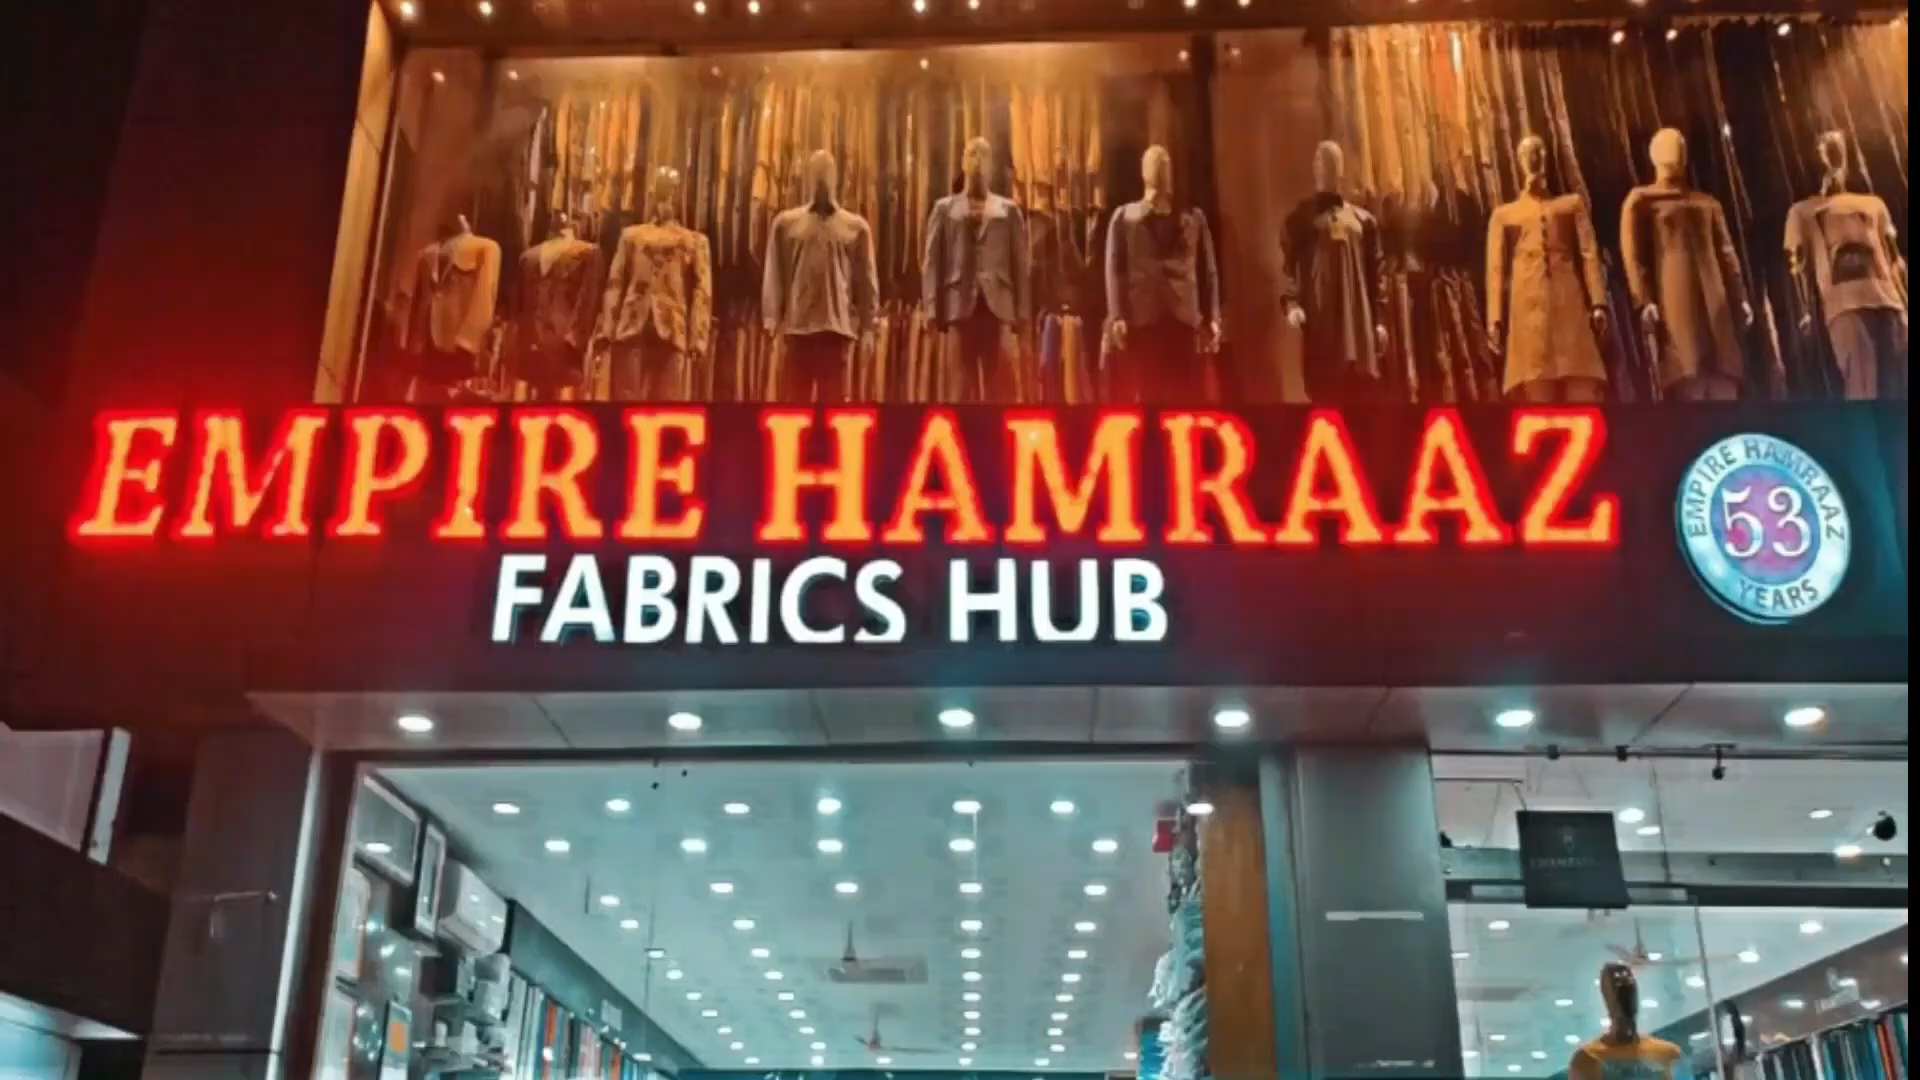 EMPIRE HAMRAAZ
FABRICS HUB
EMPIRE HAMRAAZ
53
YEARS